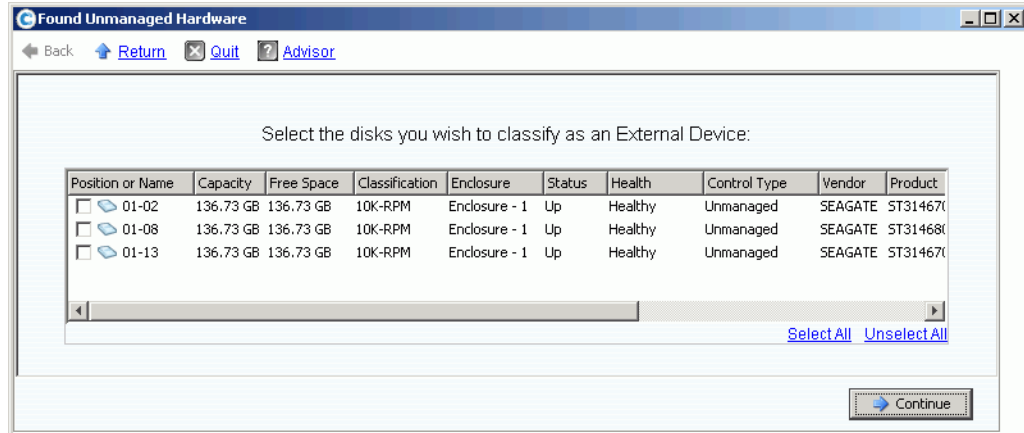 Found Unmanaged Hardware
Back Return Quit Advisor
Select the disks you wish to classify as an External Device:
Position or Name Capacity Free Space Classification Enclosure Status Health Control Type Vendor Product
01-02 136.73 GB 136.73 GB 10K-RPM Enclosure - 1 Up Healthy Unmanaged SEAGATE ST314670
01-08 136.73 GB 136.73 GB 10K-RPM Enclosure - 1 Up Healthy Unmanaged SEAGATE ST314680
01-13 136.73 GB 136.73 GB 10K-RPM Enclosure - 1 Up Healthy Unmanaged SEAGATE ST314670
Select All Unselect All
Continue